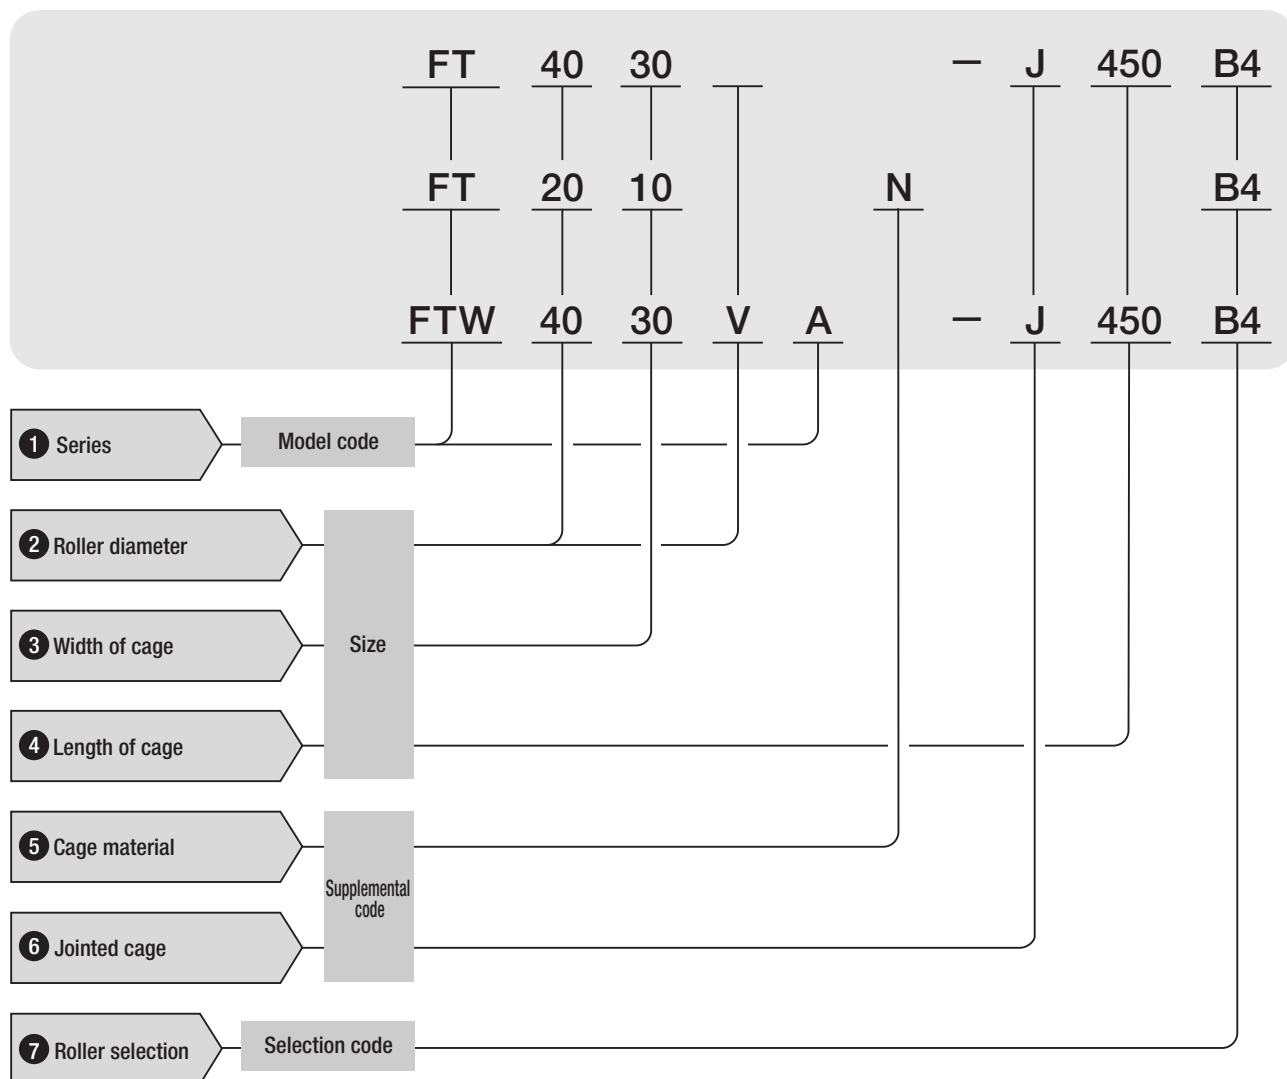 FT 40 30 – J 450 B4
FT 20 10 N B4
FTW 40 30 V A – J 450 B4
1 Series Model code
2 Roller diameter
3 Width of cage Size
4 Length of cage
5 Cage material
Supplemental
code
6 Jointed cage
7 Roller selection Selection code